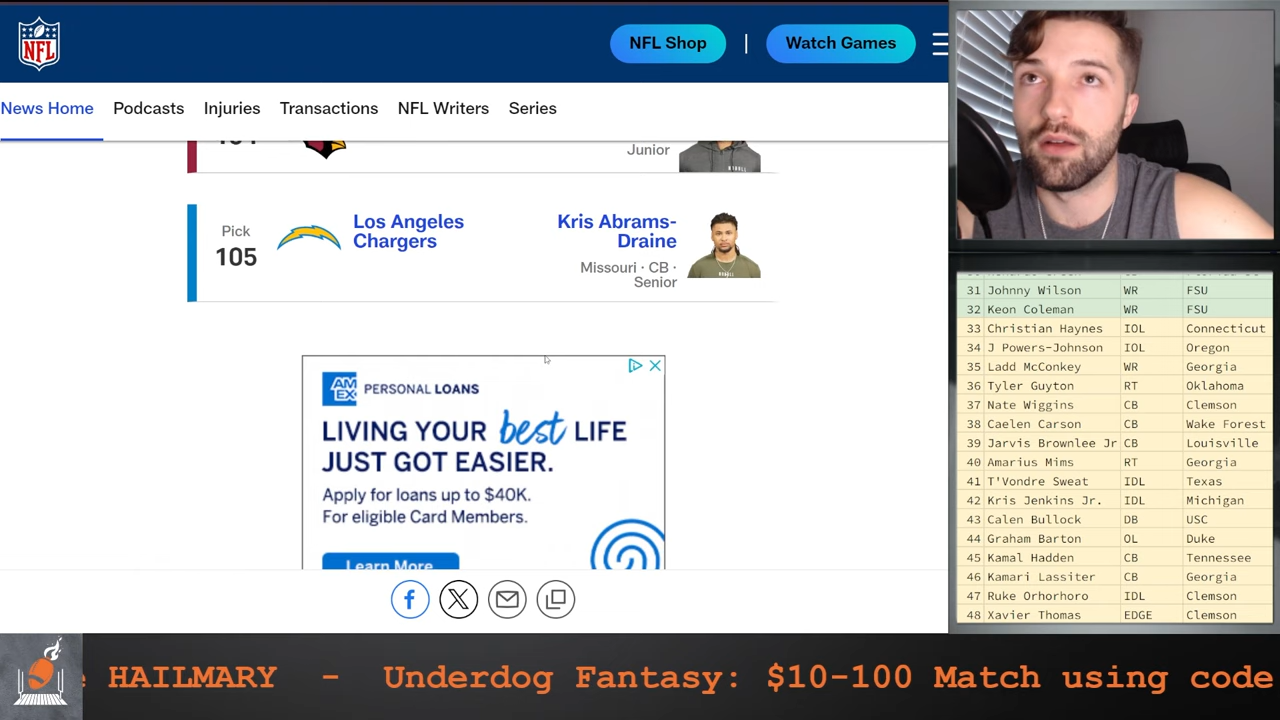 NFL
NFL Shop
|
Watch Games
News Home
Podcasts
Injuries
Transactions
NFL Writers
Series
Junior
Pick
105
Los Angeles
Chargers
Kris Abrams-
Draine
Missouri · CB ·
Senior
AM
EX
PERSONAL LOANS
LIVING YOUR best LIFE
JUST GOT EASIER.
Apply for loans up to $40K.
For eligible Card Members.
Learn More
31 Johnny Wilson WR FSU
32 Keon Coleman WR FSU
33 Christian Haynes IOL Connecticut
34 J Powers-Johnson IOL Oregon
35 Ladd McConkey WR Georgia
36 Tyler Guyton RT Oklahoma
37 Nate Wiggins CB Clemson
38 Caelen Carson CB Wake Forest
39 Jarvis Brownlee Jr CB Louisville
40 Amarius Mims RT Georgia
41 T'Vondre Sweat IDL Texas
42 Kris Jenkins Jr. IDL Michigan
43 Calen Bullock DB USC
44 Graham Barton OL Duke
45 Kamal Hadden CB Tennessee
46 Kamari Lassiter CB Georgia
47 Ruke Orhorhoro IDL Clemson
48 Xavier Thomas EDGE Clemson
HAILMARY - Underdog Fantasy: $10-100 Match using code